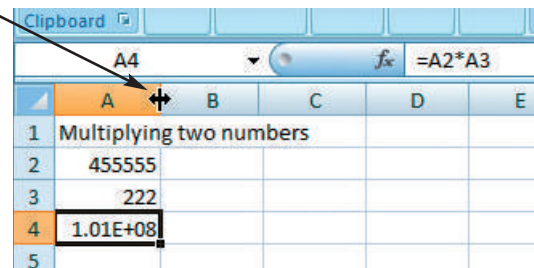 Clipboard
A4 fx =A2*A3
A B C D E
1 Multiplying two numbers
2 455555
3 222
4 1.01E+08
5